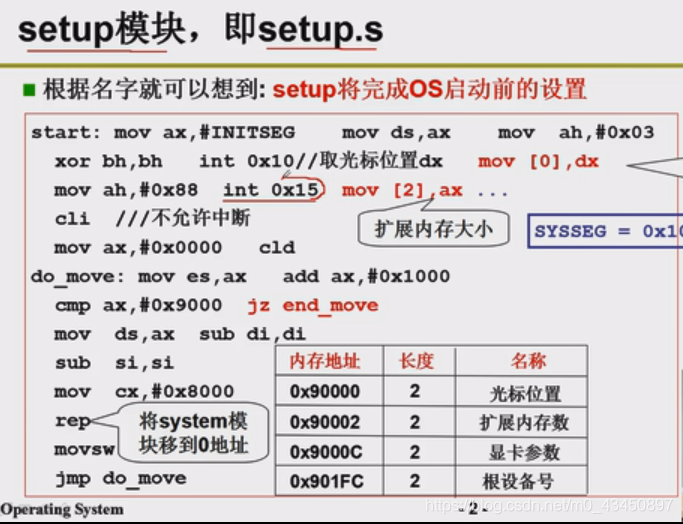 setup模块，即setup.s
根据名字就可以想到: setup将完成OS启动前的设置
start: mov ax,#INITSEG mov ds,ax mov ah,#0x03
xor bh,bh int 0x10//取光标位置dx mov [0],dx
mov ah,#0x88 int 0x15 mov [2],ax ...
cli ///不允许中断
扩展内存大小
SYSSEG = 0x10
mov ax,#0x0000 cld
do_move: mov es,ax add ax,#0x1000
cmp ax,#0x9000 jz end_move
mov ds,ax sub di,di
sub si,si
mov cx,#0x8000
rep
movsw
将system模
块移到0地址
jmp do_move
内存地址 长度 名称
0x90000 2 光标位置
0x90002 2 扩展内存数
0x9000C 2 显卡参数
0x901FC 2 根设备号
Operating System
- 2 -
https://blog.csdn.net/m0_43450897